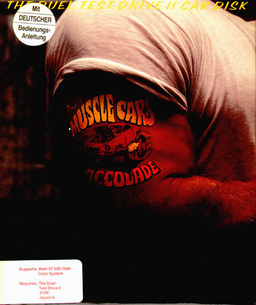 THE DUEL: TEST DRIVE II CAR DISK
Mit
DEUTSCHER
Bedienungs-
Anleitung
The
MUSCLE CARS
ACCOLADE
Supports: Atari ST 520 1040
Color System
Requires: The Duel:
Test Drive II
Joystick